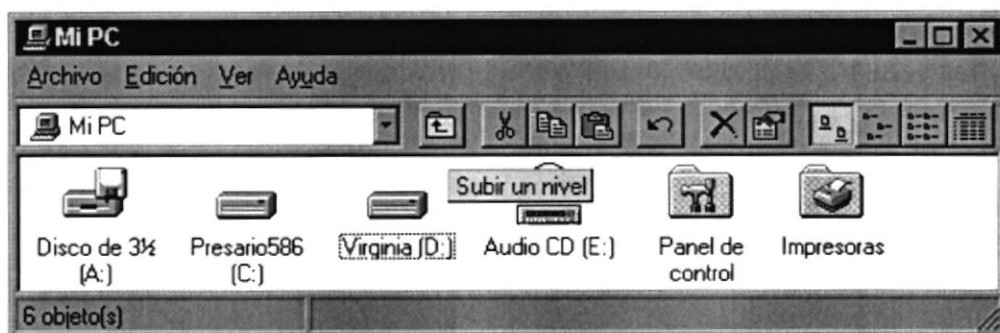 Mi PC
Archivo Edición Ver Ayuda
Mi PC
Subir un nivel
Disco de 3½ (A:)
Presario586 (C:)
Virginia (D:)
Audio CD (E:)
Panel de control
Impresoras
6 objeto(s)